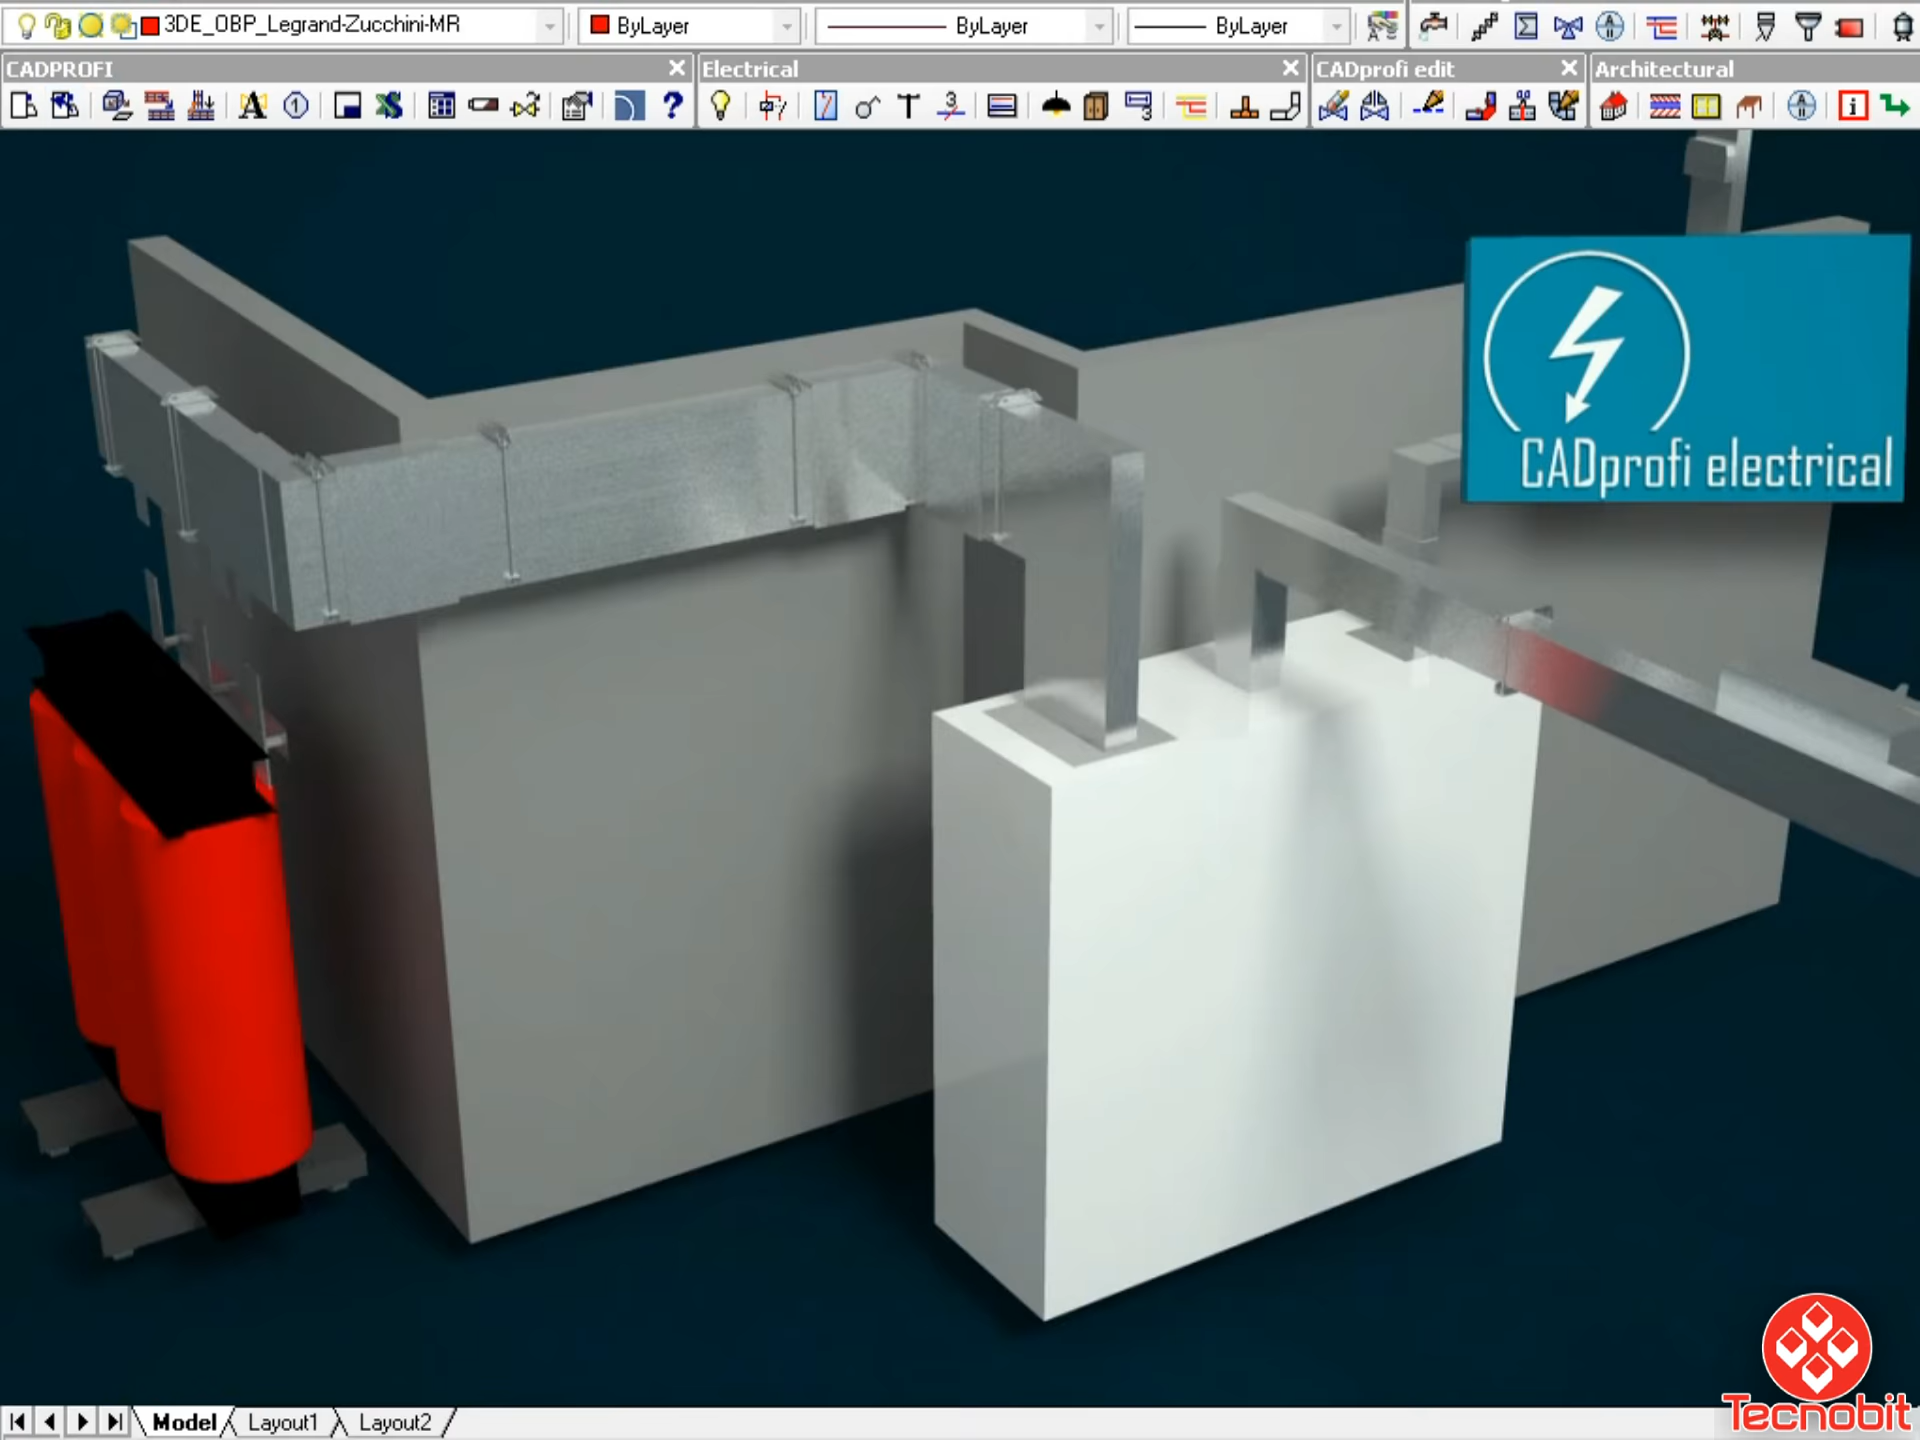 3DE_OBP_Legrand-Zucchini-MR
ByLayer
ByLayer
ByLayer
CADPROFI
Electrical
CADprofi edit
Architectural
CADprofi electrical
Model
Layout1
Layout2
Tecnobit